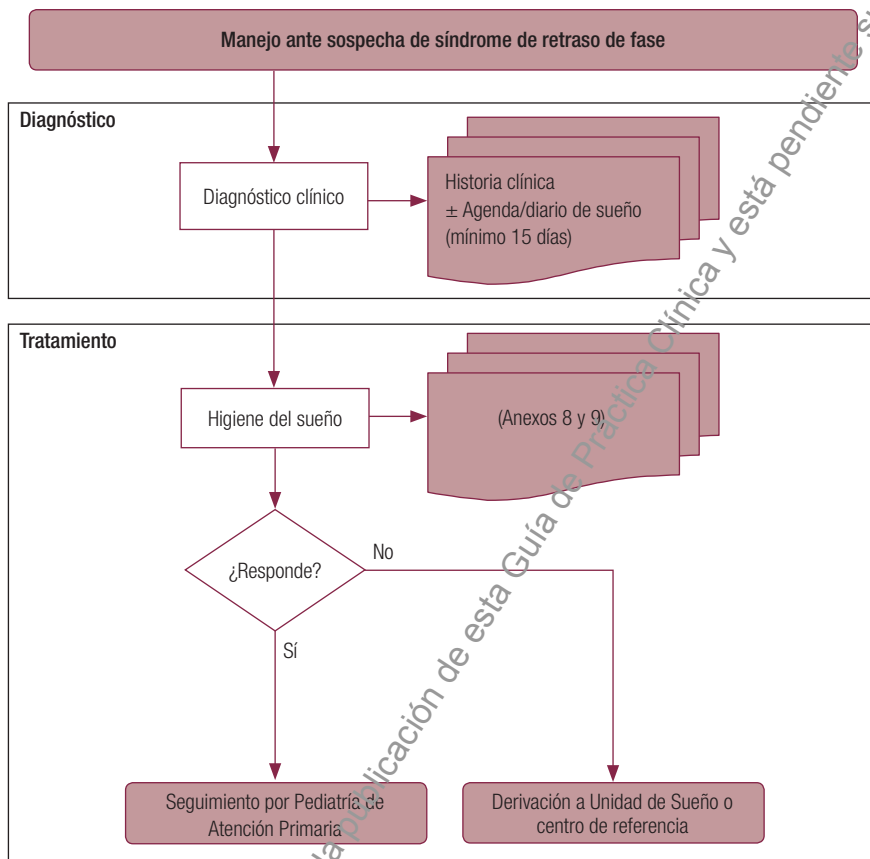 Manejo ante sospecha de síndrome de retraso de fase
Diagnóstico
Diagnóstico clínico
Historia clínica
± Agenda/diario de sueño
(mínimo 15 días)
Tratamiento
Higiene del sueño
(Anexos 8 y 9)
¿Responde?
No
Sí
Seguimiento por Pediatría de
Atención Primaria
Derivación a Unidad de Sueño o
centro de referencia
la publicación de esta Guía de Práctica Clínica y está pendiente